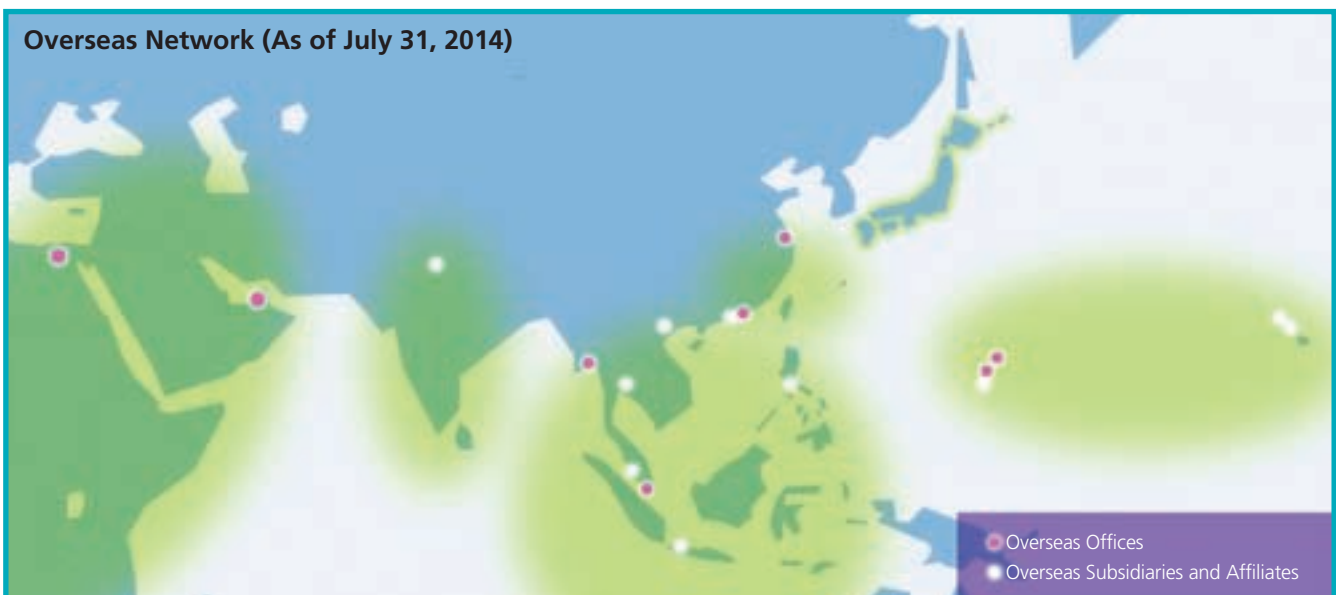 Overseas Network (As of July 31, 2014)
Overseas Offices
Overseas Subsidiaries and Affiliates